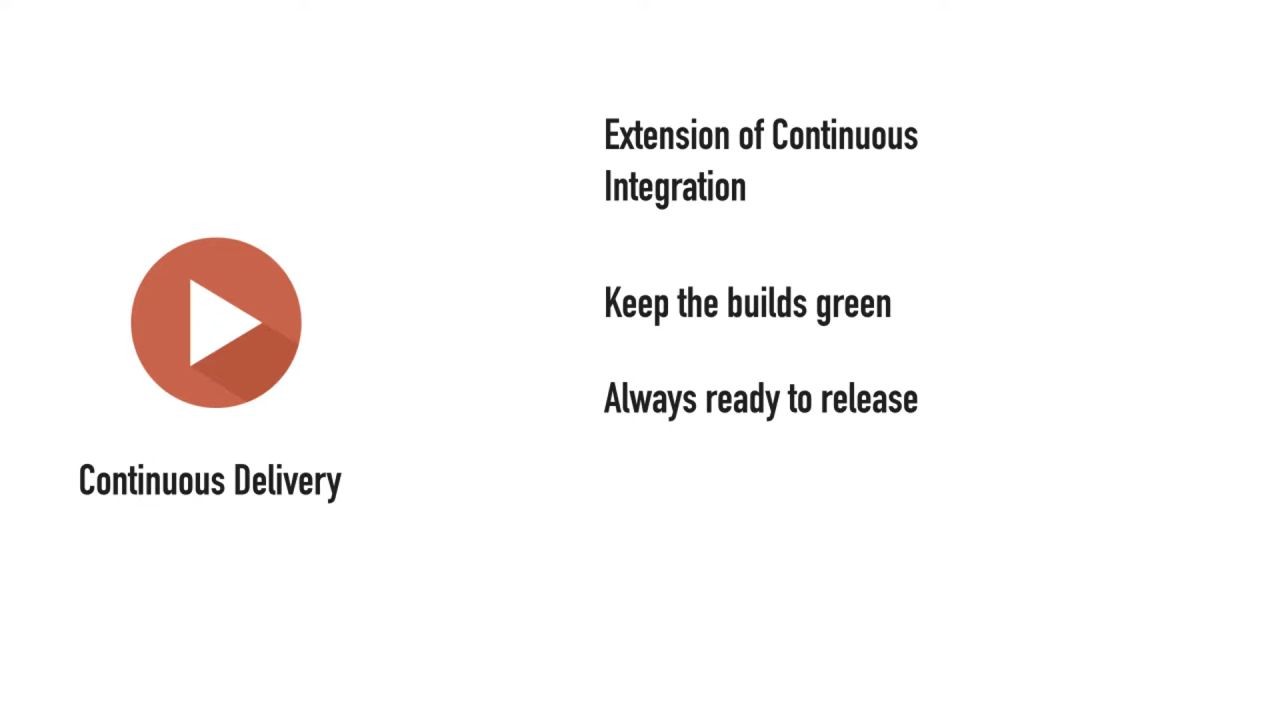 Extension of Continuous
Integration
Keep the builds green
Always ready to release
Continuous Delivery